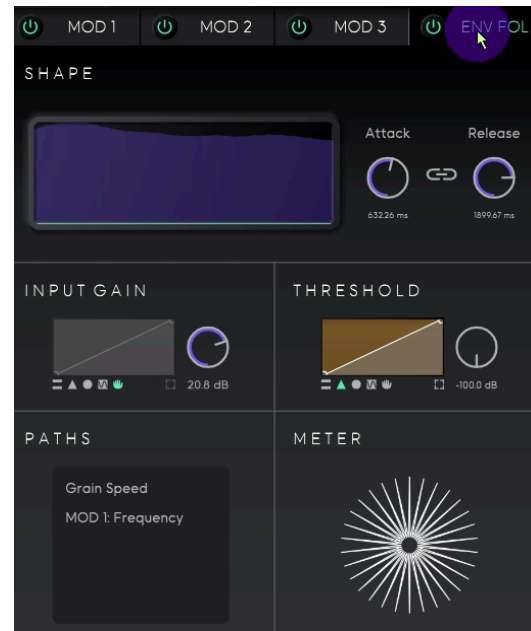 MOD 1 MOD 2 MOD 3 ENV FOL
SHAPE
Attack Release
632.26 ms 1899.67 ms
INPUT GAIN THRESHOLD
20.8 dB -100.0 dB
PATHS METER
Grain Speed
MOD 1: Frequency